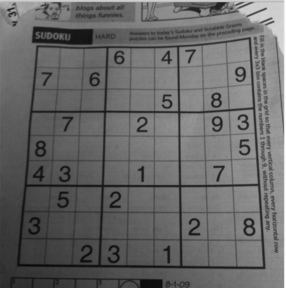 blogs about all
things funnies.
SUDOKU HARD
Answers to today's Sudoku and Scrabble Grams
puzzles can be found Monday on the preceding page.
Fill in the blank spaces in the grid so that every vertical column, every horizontal row
and every 3x3 box contains the numbers 1 through 9, without repeating any.
6 4 7
7 6 9
5 8
7 2 9 3
8 5
4 3 1 7
5 2
3 2 8
2 3 1
8-1-09